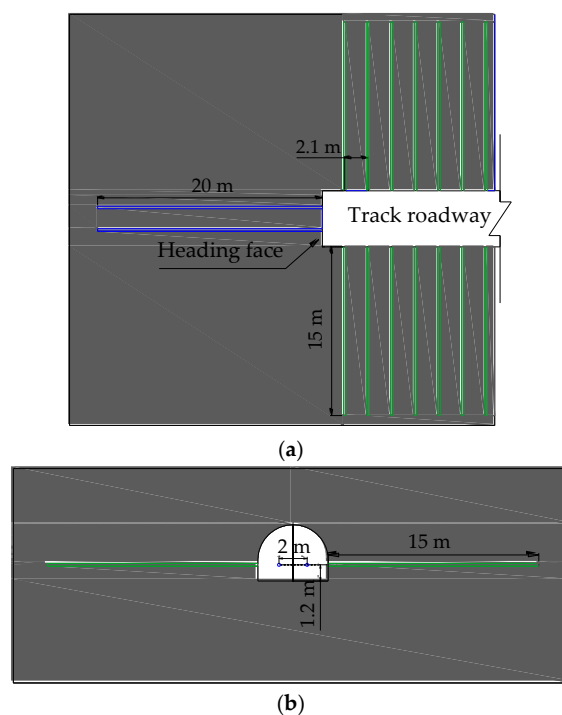 2.1 m
20 m
Track roadway
Heading face
15 m
(a)
2 m
15 m
1.2 m
(b)